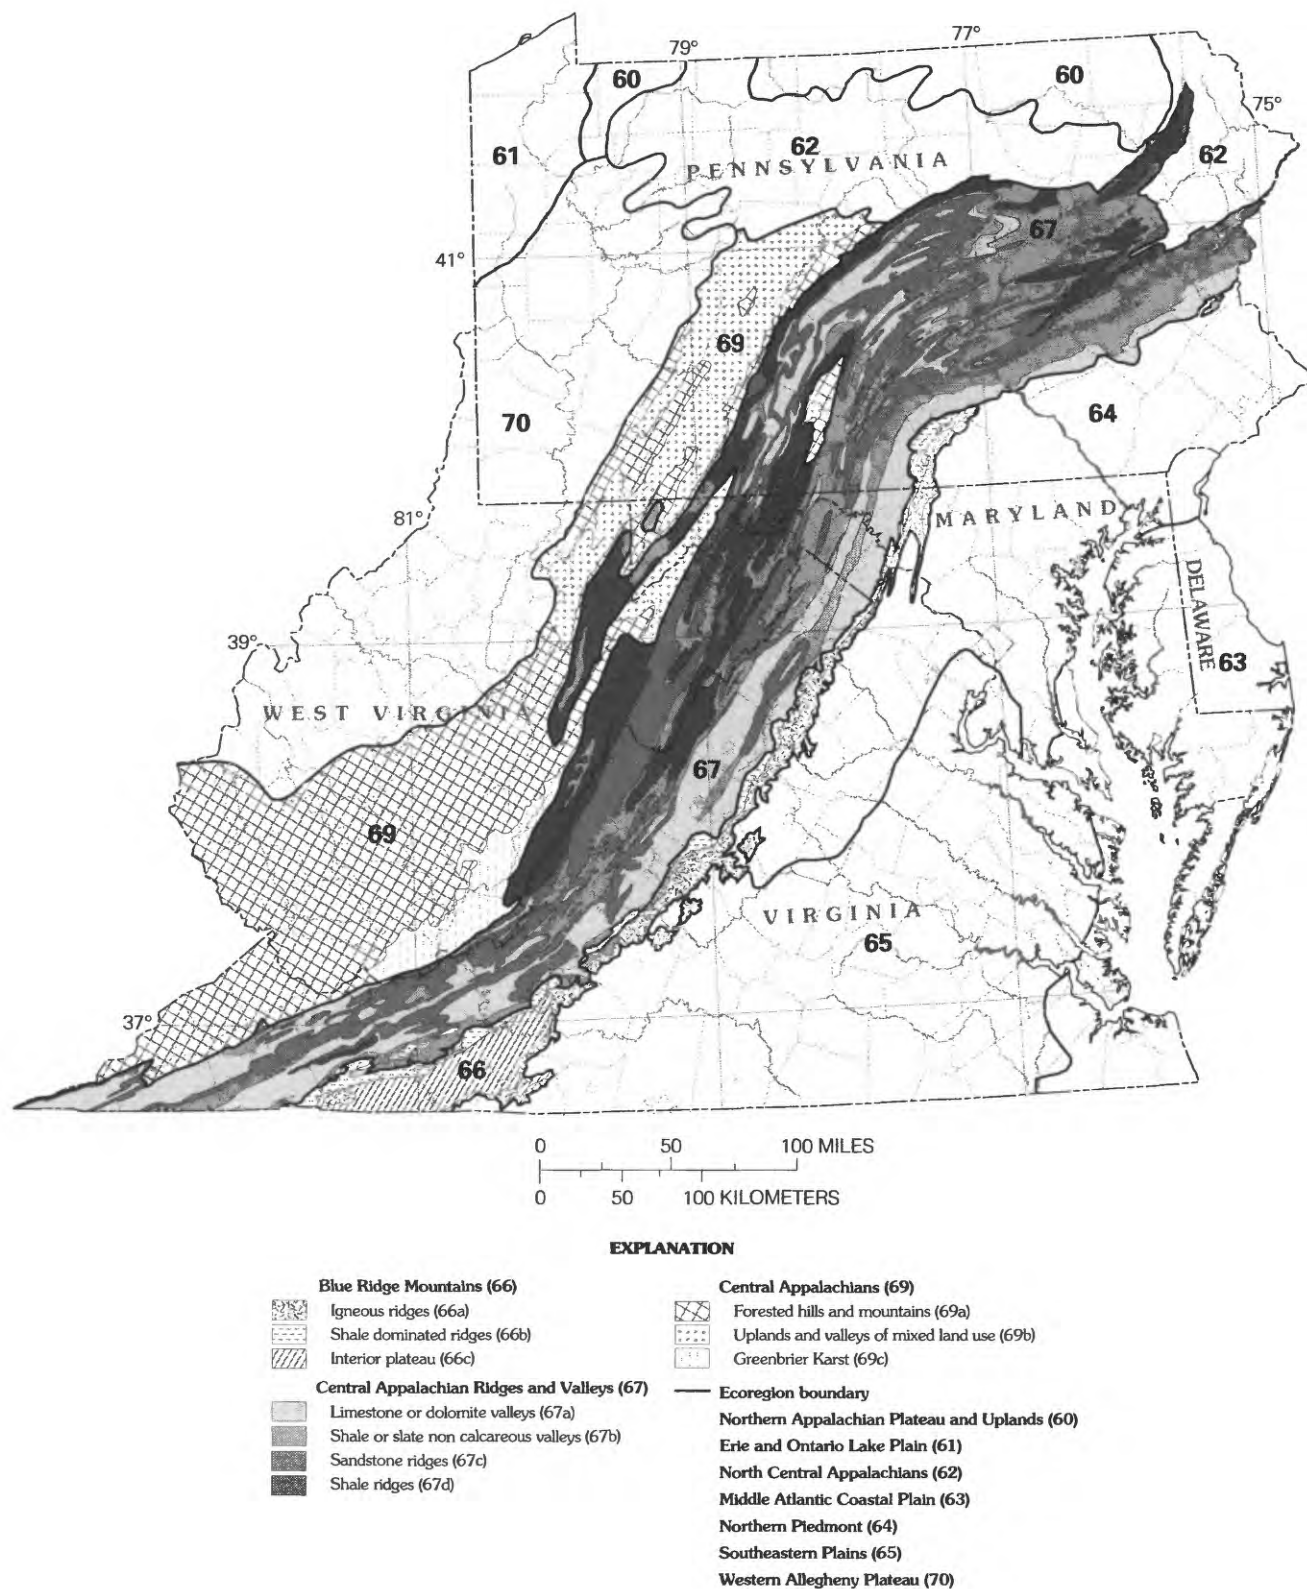 79°
77°
60
60
75°
61
62
62
PENNSYLVANIA
67
41°
69
64
70
MARYLAND
81°
DELAWARE
39°
63
WEST VIRGINIA
67
69
VIRGINIA
65
37°
66
0 50 100 MILES
0 50 100 KILOMETERS
EXPLANATION
Blue Ridge Mountains (66)
Igneous ridges (66a)
Shale dominated ridges (66b)
Interior plateau (66c)
Central Appalachian Ridges and Valleys (67)
Limestone or dolomite valleys (67a)
Shale or slate non calcareous valleys (67b)
Sandstone ridges (67c)
Shale ridges (67d)
Central Appalachians (69)
Forested hills and mountains (69a)
Uplands and valleys of mixed land use (69b)
Greenbrier Karst (69c)
Ecoregion boundary
Northern Appalachian Plateau and Uplands (60)
Erie and Ontario Lake Plain (61)
North Central Appalachians (62)
Middle Atlantic Coastal Plain (63)
Northern Piedmont (64)
Southeastern Plains (65)
Western Allegheny Plateau (70)